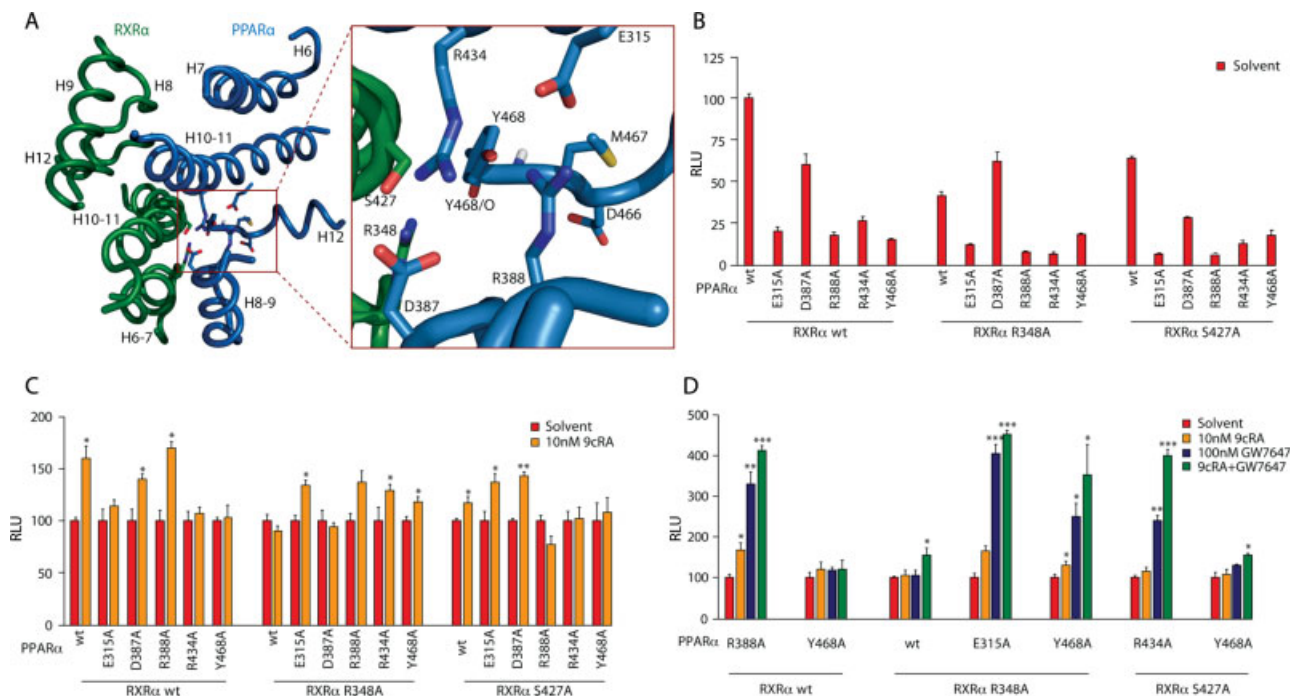 A
RXRα
PPARα
H6
H7
H9
H8
H10-11
H12
H10-11
H12
H8-9
H6-7
E315
R434
Y468
M467
S427
Y468/O
D466
R348
R388
D387
B
Solvent
125
100
75
50
25
0
RLU
PPARα
wt E315A D387A R388A R434A Y468A
wt E315A D387A R388A R434A Y468A
wt E315A D387A R388A R434A Y468A
RXRα wt
RXRα R348A
RXRα S427A
C
Solvent
10nM 9cRA
200
150
100
50
0
RLU
* * *
* * *
* * **
PPARα
wt E315A D387A R388A R434A Y468A
wt E315A D387A R388A R434A Y468A
wt E315A D387A R388A R434A Y468A
RXRα wt
RXRα R348A
RXRα S427A
D
Solvent
10nM 9cRA
100nM GW7647
9cRA+GW7647
500
400
300
200
100
0
RLU
* ** ***
* *** *** * * *
** *** *
PPARα R388A Y468A wt E315A Y468A R434A Y468A
RXRα wt
RXRα R348A
RXRα S427A